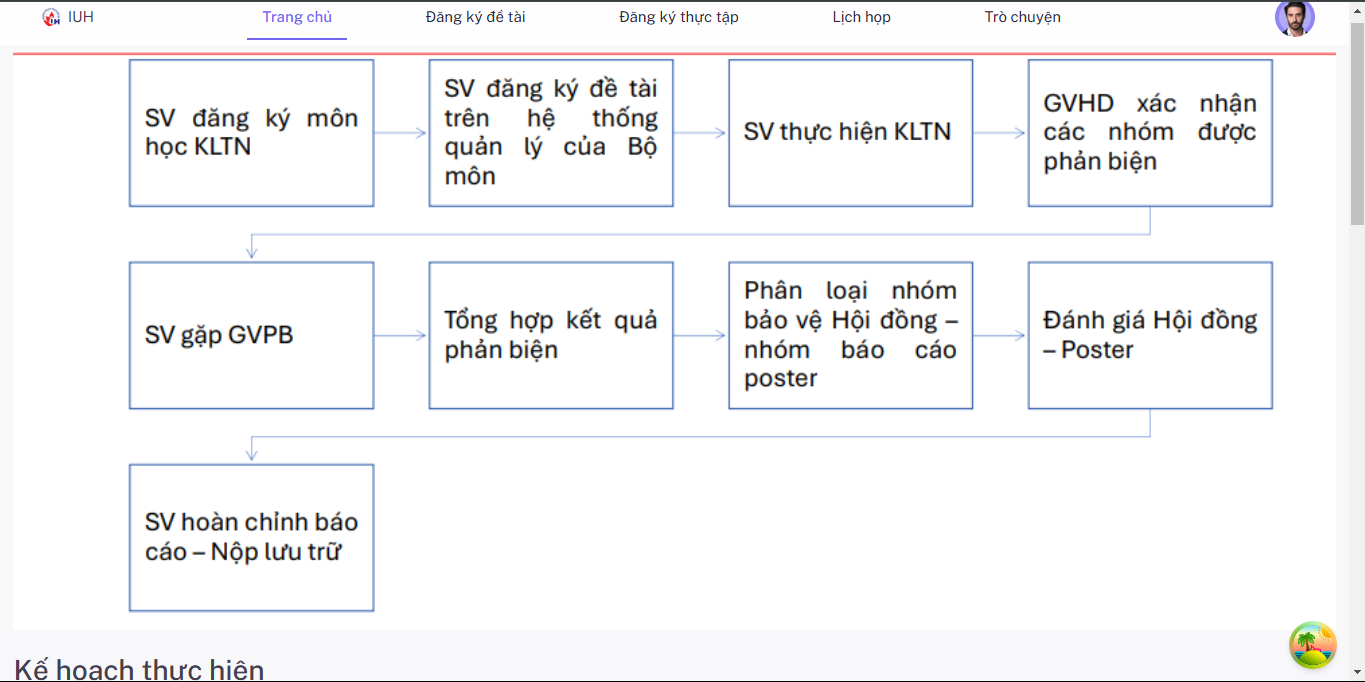 IUH
Trang chủ
Đăng ký đề tài
Đăng ký thực tập
Lịch họp
Trò chuyện
SV đăng ký môn
học KLTN
SV đăng ký đề tài
trên hệ thống
quản lý của Bộ
môn
SV thực hiện KLTN
GVHD xác nhận
các nhóm được
phản biện
SV gặp GVPB
Tổng hợp kết quả
phản biện
Phân loại nhóm
bảo vệ Hội đồng –
nhóm báo cáo
poster
Đánh giá Hội đồng
– Poster
SV hoàn chỉnh báo
cáo – Nộp lưu trữ
Kế hoạch thực hiện